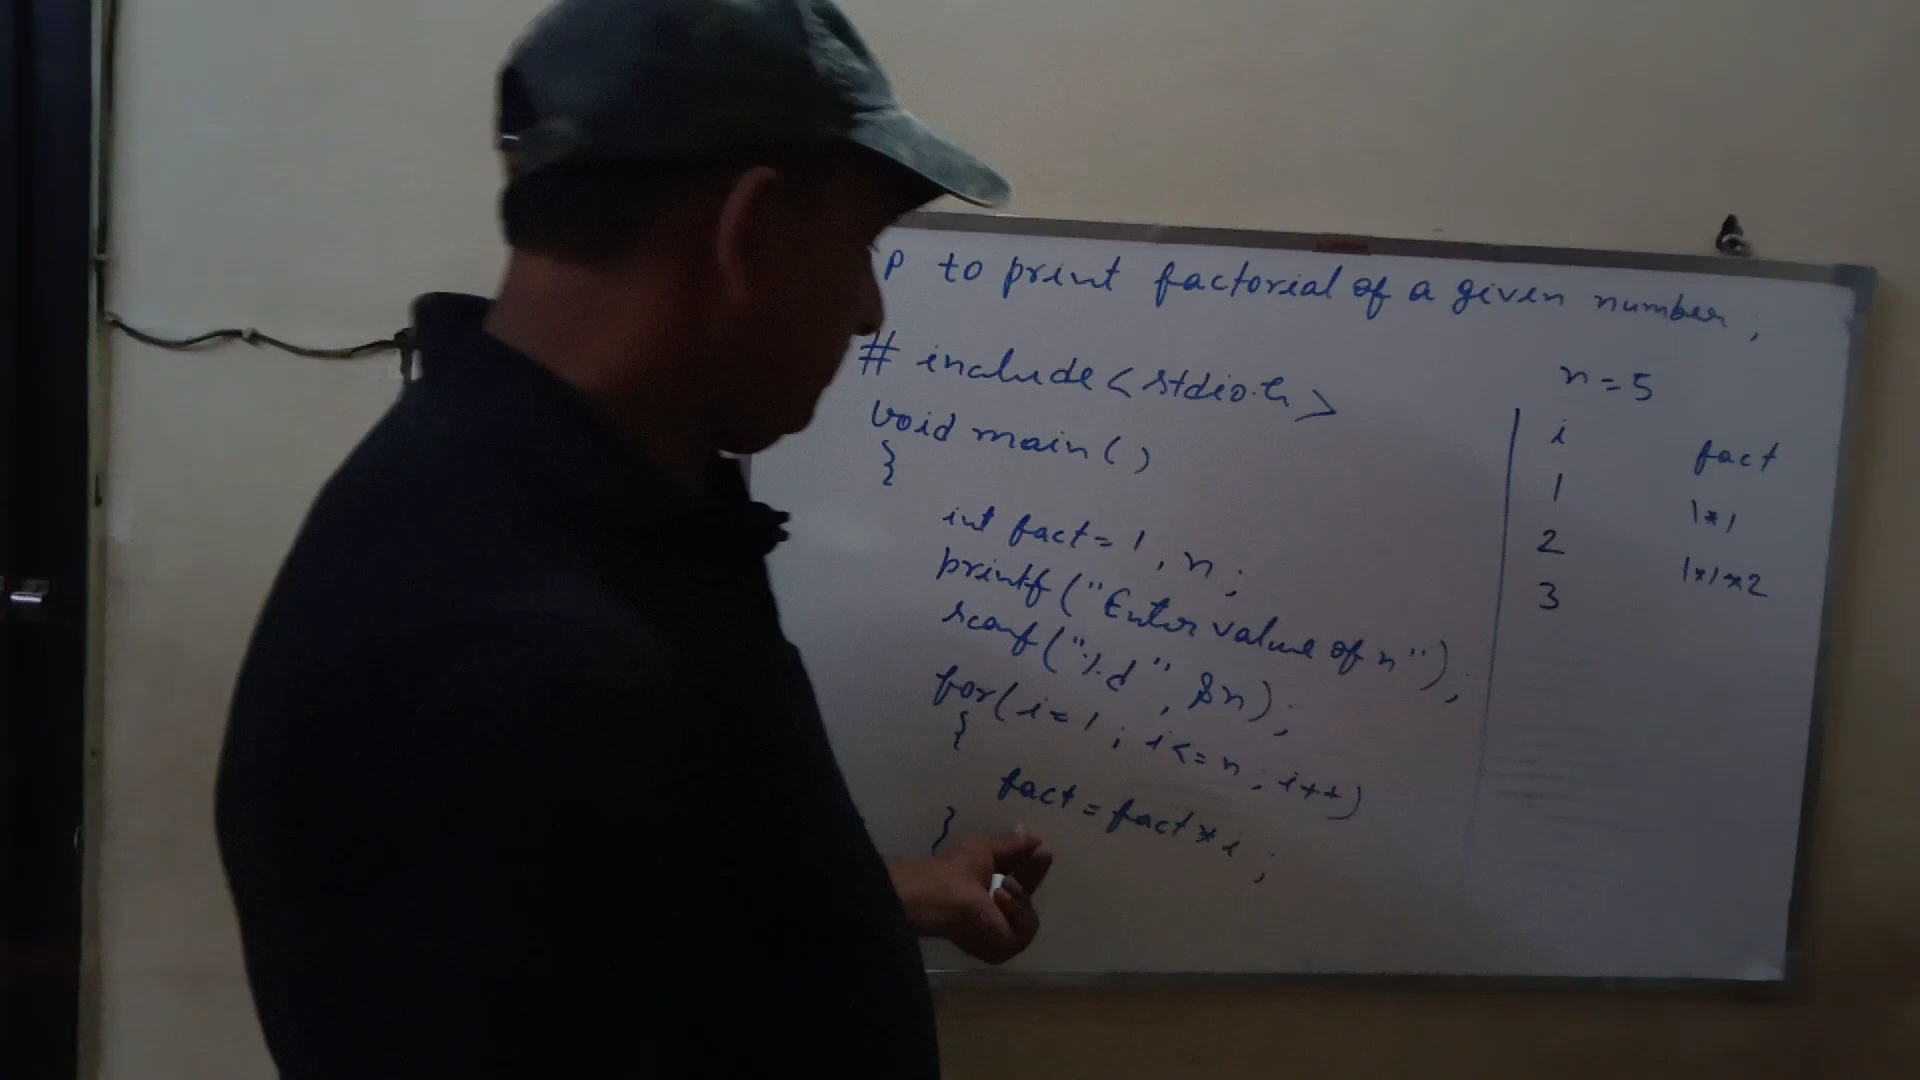 P to print factorial of a given number,
# include <stdio.h>
void main()
{
int fact=1, n;
printf("Enter value of n");
scanf("%d", &n);
for(i=1; i<=n; i++)
{
fact=fact*i;
}
n=5
i fact
1 1*1
2 1*1*2
3